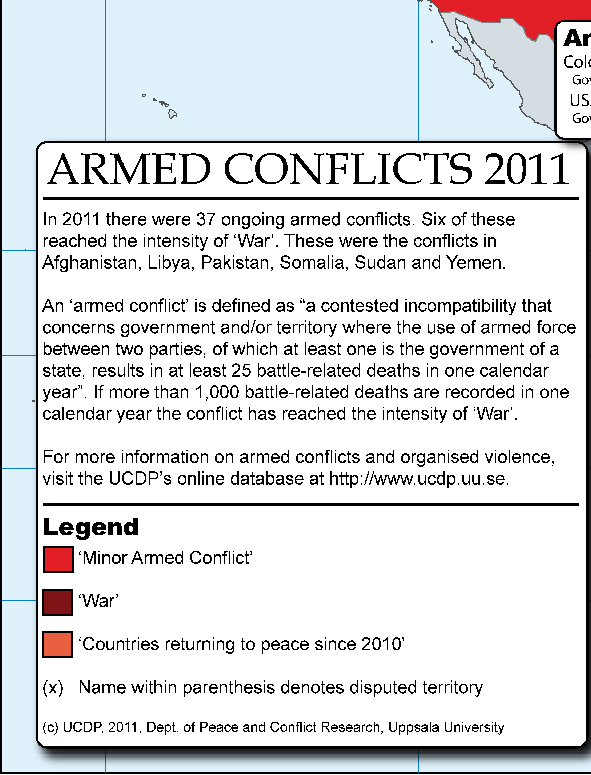 Ar
Colo
Gov
US
Gov
ARMED CONFLICTS 2011
In 2011 there were 37 ongoing armed conflicts. Six of these
reached the intensity of ‘War’. These were the conflicts in
Afghanistan, Libya, Pakistan, Somalia, Sudan and Yemen.
An ‘armed conflict’ is defined as “a contested incompatibility that
concerns government and/or territory where the use of armed force
between two parties, of which at least one is the government of a
state, results in at least 25 battle-related deaths in one calendar
year”. If more than 1,000 battle-related deaths are recorded in one
calendar year the conflict has reached the intensity of ‘War’.
For more information on armed conflicts and organised violence,
visit the UCDP’s online database at http://www.ucdp.uu.se.
Legend
‘Minor Armed Conflict’
‘War’
‘Countries returning to peace since 2010’
(x) Name within parenthesis denotes disputed territory
(c) UCDP, 2011, Dept. of Peace and Conflict Research, Uppsala University